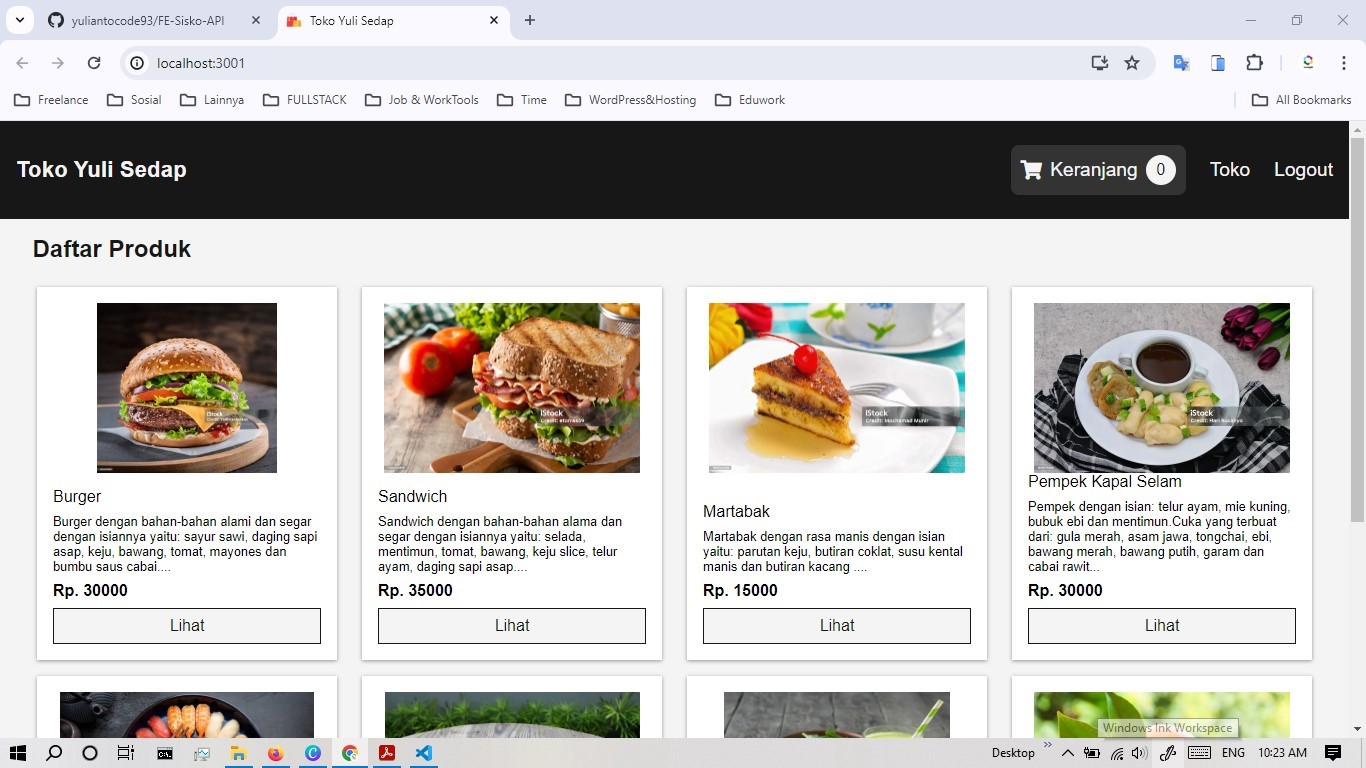 yuliantocode93/FE-Sisko-API
Toko Yuli Sedap
localhost:3001
Freelance
Sosial
Lainnya
FULLSTACK
Job & WorkTools
Time
WordPress&Hosting
Eduwork
All Bookmarks
Toko Yuli Sedap
Keranjang 0
Toko
Logout
Daftar Produk
iStock
iStock
Credit: Mochamad Munir
iStock
iStock
Burger
Burger dengan bahan-bahan alami dan segar
dengan isiannya yaitu: sayur sawi, daging sapi
asap, keju, bawang, tomat, mayones dan
bumbu saus cabai....
Rp. 30000
Lihat
Sandwich
Sandwich dengan bahan-bahan alama dan
segar dengan isiannya yaitu: selada,
mentimun, tomat, bawang, keju slice, telur
ayam, daging sapi asap....
Rp. 35000
Lihat
Martabak
Martabak dengan rasa manis dengan isian
yaitu: parutan keju, butiran coklat, susu kental
manis dan butiran kacang ....
Rp. 15000
Lihat
Pempek Kapal Selam
Pempek dengan isian: telur ayam, mie kuning,
bubuk ebi dan mentimun.Cuka yang terbuat
dari: gula merah, asam jawa, tongchai, ebi,
bawang merah, bawang putih, garam dan
cabai rawit...
Rp. 30000
Lihat
Windows Ink Workspace
Desktop
ENG
10:23 AM